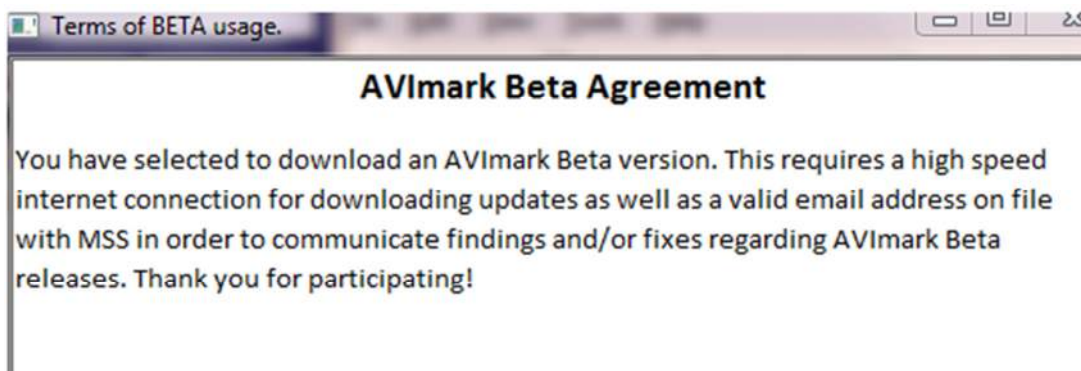 Terms of BETA usage.
AVImark Beta Agreement
You have selected to download an AVImark Beta version. This requires a high speed
internet connection for downloading updates as well as a valid email address on file
with MSS in order to communicate findings and/or fixes regarding AVImark Beta
releases. Thank you for participating!